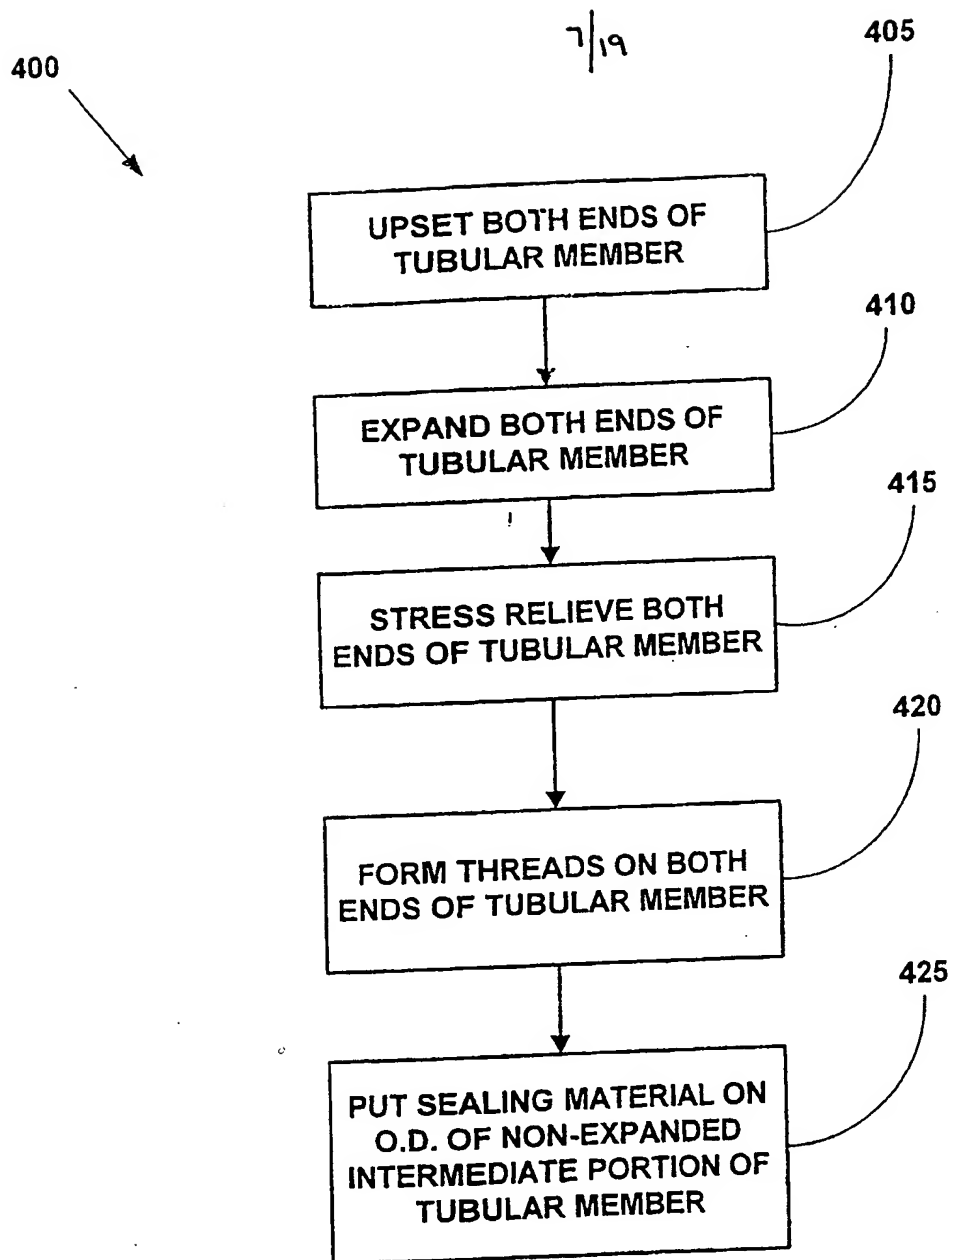 7/19
400
405
UPSET BOTH ENDS OF
TUBULAR MEMBER
410
EXPAND BOTH ENDS OF
TUBULAR MEMBER
415
STRESS RELIEVE BOTH
ENDS OF TUBULAR MEMBER
420
FORM THREADS ON BOTH
ENDS OF TUBULAR MEMBER
425
PUT SEALING MATERIAL ON
O.D. OF NON-EXPANDED
INTERMEDIATE PORTION OF
TUBULAR MEMBER